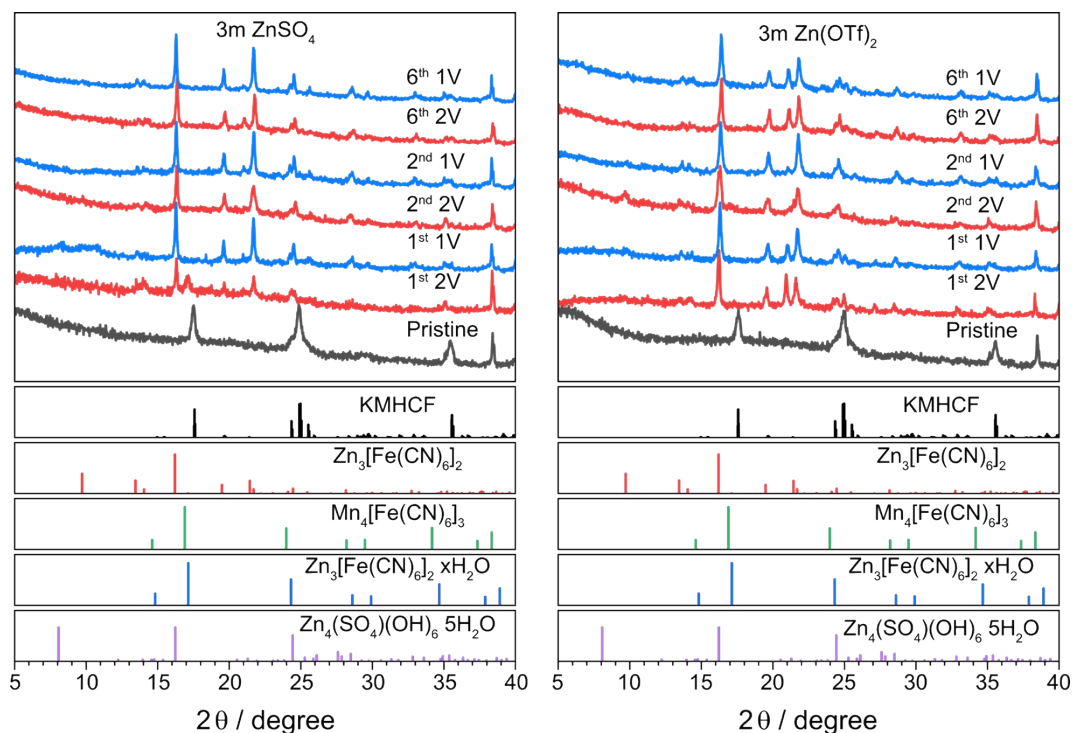 3m ZnSO₄
6ᵗʰ 1V
6ᵗʰ 2V
2ⁿᵈ 1V
2ⁿᵈ 2V
1ˢᵗ 1V
1ˢᵗ 2V
Pristine
KMHCF
Zn₃[Fe(CN)₆]₂
Mn₄[Fe(CN)₆]₃
Zn₃[Fe(CN)₆]₂ xH₂O
Zn₄(SO₄)(OH)₆ 5H₂O
5 10 15 20 25 30 35 40
2θ / degree
3m Zn(OTf)₂
6ᵗʰ 1V
6ᵗʰ 2V
2ⁿᵈ 1V
2ⁿᵈ 2V
1ˢᵗ 1V
1ˢᵗ 2V
Pristine
KMHCF
Zn₃[Fe(CN)₆]₂
Mn₄[Fe(CN)₆]₃
Zn₃[Fe(CN)₆]₂ xH₂O
Zn₄(SO₄)(OH)₆ 5H₂O
5 10 15 20 25 30 35 40
2θ / degree